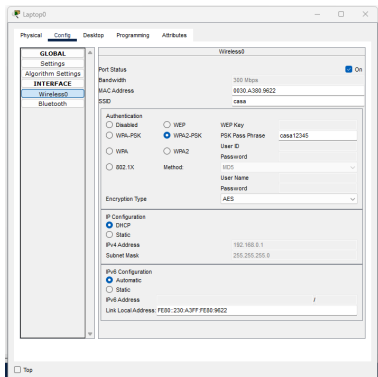 Laptop0
Physical Config Desktop Programming Attributes
GLOBAL
Settings
Algorithm Settings
INTERFACE
Wireless0
Bluetooth
Wireless0
Port Status On
Bandwidth 300 Mbps
MAC Address 0030.A380.9622
SSID casa
Authentication
Disabled WEP WEP Key
WPA-PSK WPA2-PSK PSK Pass Phrase casa12345
User ID
WPA WPA2 Password
802.1X Method: MD5
User Name
Password
Encryption Type AES
IP Configuration
DHCP
Static
IPv4 Address 192.168.0.1
Subnet Mask 255.255.255.0
IPv6 Configuration
Automatic
Static
IPv6 Address /
Link Local Address: FE80::230:A3FF:FE80:9622
Top